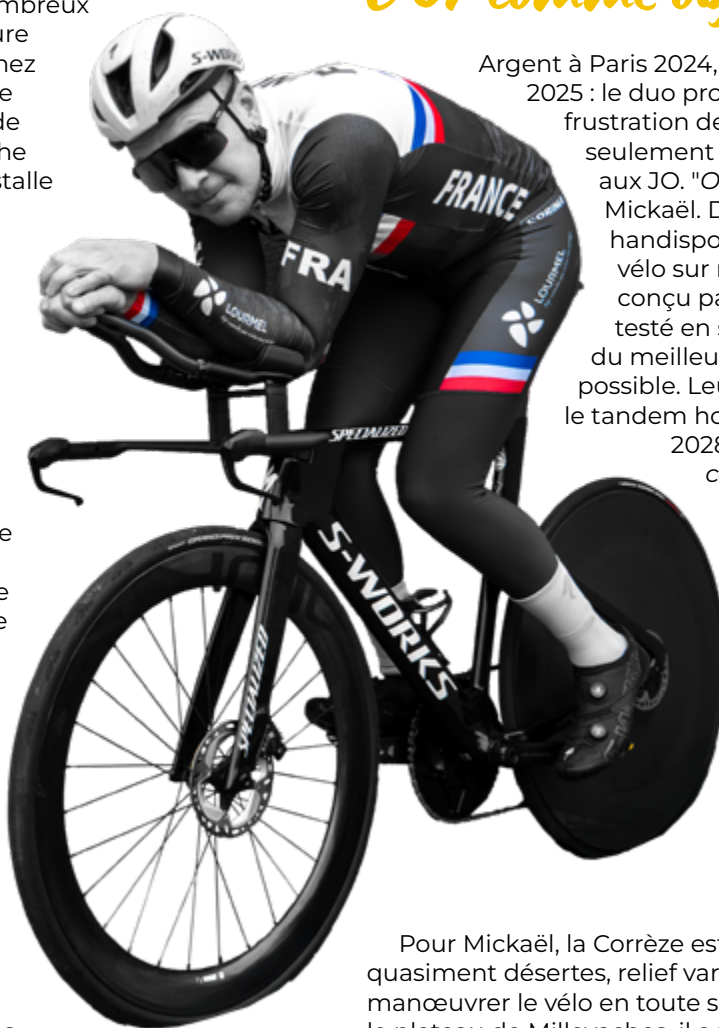 mbreux
ure
nez
e
de
he
stalle
e
e
e
Argent à Paris 2024,
2025 : le duo pro
frustration de
seulement
aux JO. "O
Mickaël. D
handispo
vélo sur
conçu pa
testé en s
du meilleu
possible. Leu
le tandem ho
2028
c
S-WORKS
FRANCE
FRA
LOURMEL
LOURMEL
SPECIALIZED
S-WORKS
SPECIALIZED
Pour Mickaël, la Corrèze est
quasiment désertes, relief var
manœuvrer le vélo en toute s